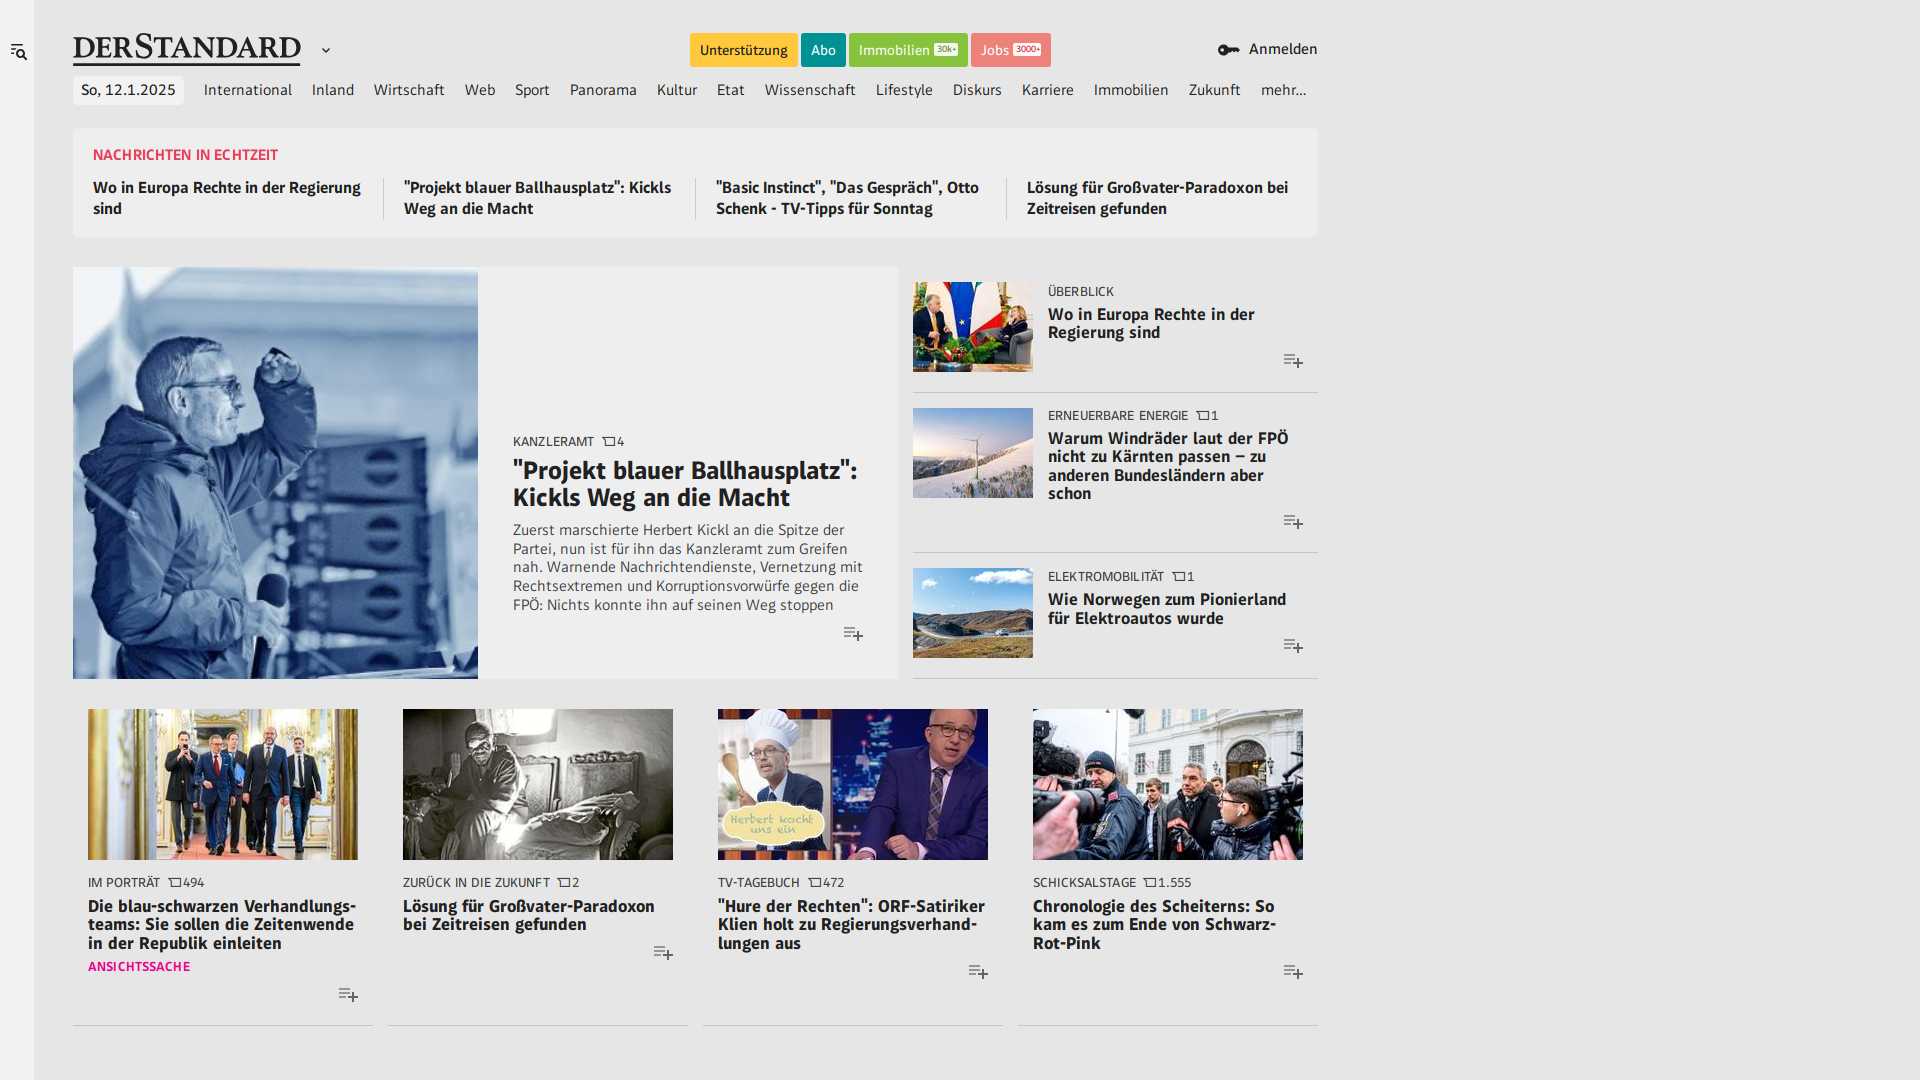 DERSTANDARD
Unterstützung
Abo
Immobilien 30k+
Jobs 3000+
Anmelden
So, 12.1.2025
International
Inland
Wirtschaft
Web
Sport
Panorama
Kultur
Etat
Wissenschaft
Lifestyle
Diskurs
Karriere
Immobilien
Zukunft
mehr...
NACHRICHTEN IN ECHTZEIT
Wo in Europa Rechte in der Regierung
sind
"Projekt blauer Ballhausplatz": Kickls
Weg an die Macht
"Basic Instinct", "Das Gespräch", Otto
Schenk - TV-Tipps für Sonntag
Lösung für Großvater-Paradoxon bei
Zeitreisen gefunden
KANZLERAMT 4
"Projekt blauer Ballhausplatz":
Kickls Weg an die Macht
Zuerst marschierte Herbert Kickl an die Spitze der
Partei, nun ist für ihn das Kanzleramt zum Greifen
nah. Warnende Nachrichtendienste, Vernetzung mit
Rechtsextremen und Korruptionsvorwürfe gegen die
FPÖ: Nichts konnte ihn auf seinen Weg stoppen
ÜBERBLICK
Wo in Europa Rechte in der
Regierung sind
ERNEUERBARE ENERGIE 1
Warum Windräder laut der FPÖ
nicht zu Kärnten passen – zu
anderen Bundesländern aber
schon
ELEKTROMOBILITÄT 1
Wie Norwegen zum Pionierland
für Elektroautos wurde
IM PORTRÄT 494
Die blau-schwarzen Verhandlungs-
teams: Sie sollen die Zeitenwende
in der Republik einleiten
ANSICHTSSACHE
ZURÜCK IN DIE ZUKUNFT 2
Lösung für Großvater-Paradoxon
bei Zeitreisen gefunden
Herbert kocht
uns ein
TV-TAGEBUCH 472
"Hure der Rechten": ORF-Satiriker
Klien holt zu Regierungsverhand-
lungen aus
SCHICKSALSTAGE 1.555
Chronologie des Scheiterns: So
kam es zum Ende von Schwarz-
Rot-Pink